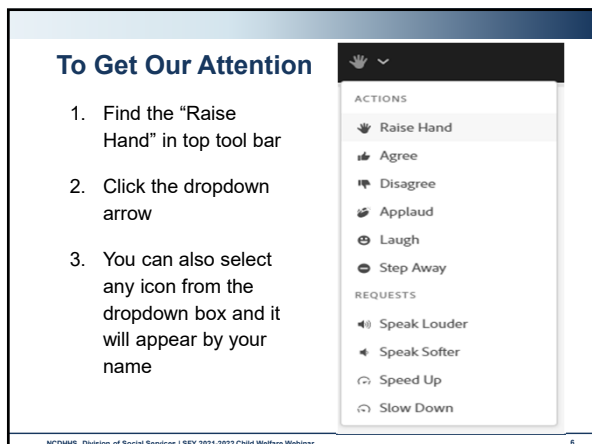 To Get Our Attention
1. Find the “Raise
Hand” in top tool bar
2. Click the dropdown
arrow
3. You can also select
any icon from the
dropdown box and it
will appear by your
name
ACTIONS
Raise Hand
Agree
Disagree
Applaud
Laugh
Step Away
REQUESTS
Speak Louder
Speak Softer
Speed Up
Slow Down
NCDHHS, Division of Social Services | SFY 2021-2022 Child Welfare Webinar
6